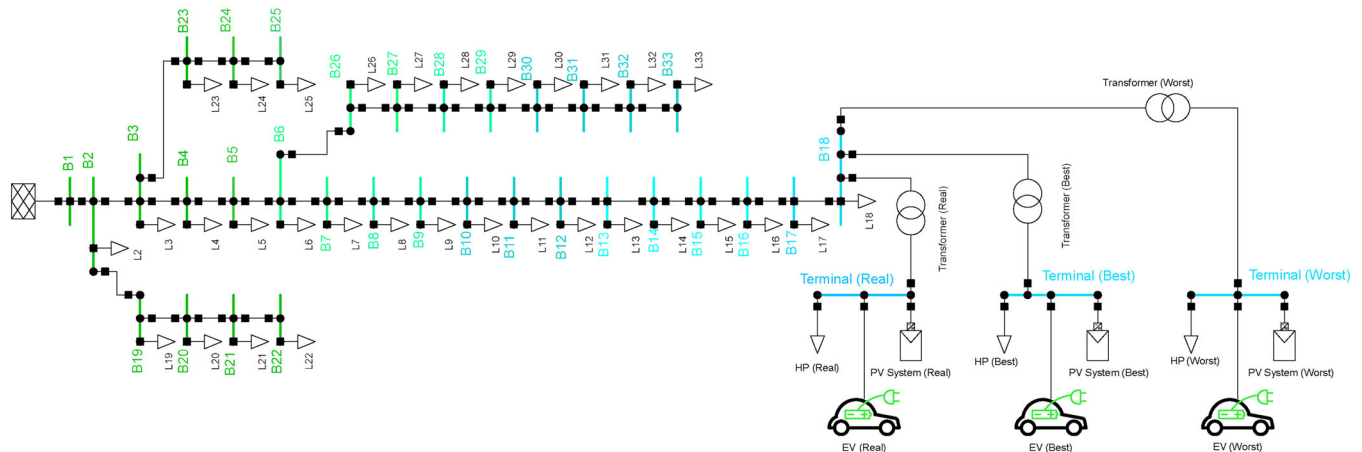 B23
B24
B25
L23
L24
L25
B26
B27
B28
B29
B30
B31
B32
B33
L26
L27
L28
L29
L30
L31
L32
L33
Transformer (Worst)
B1
B2
B3
B4
B5
B6
B18
L2
L3
L4
L5
L6
B7
L7
B8
L8
B9
L9
B10
L10
B11
L11
B12
L12
B13
L13
B14
L14
B15
L15
B16
L16
B17
L17
L18
Transformer (Real)
Transformer (Best)
Terminal (Real)
Terminal (Best)
Terminal (Worst)
B19
L19
B20
L20
B21
L21
B22
L22
HP (Real)
PV System (Real)
HP (Best)
PV System (Best)
HP (Worst)
PV System (Worst)
EV (Real)
EV (Best)
EV (Worst)